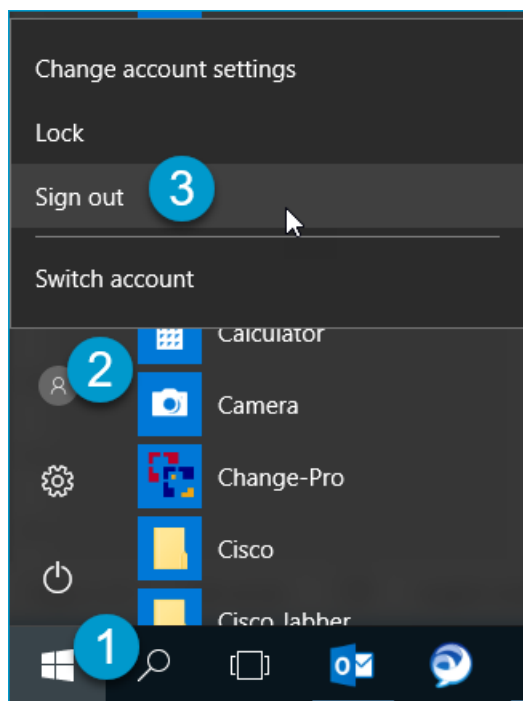 Change account settings
Lock
Sign out 3
Switch account
2
Calculator
Camera
Change-Pro
Cisco
Cisco Jabber
1
o